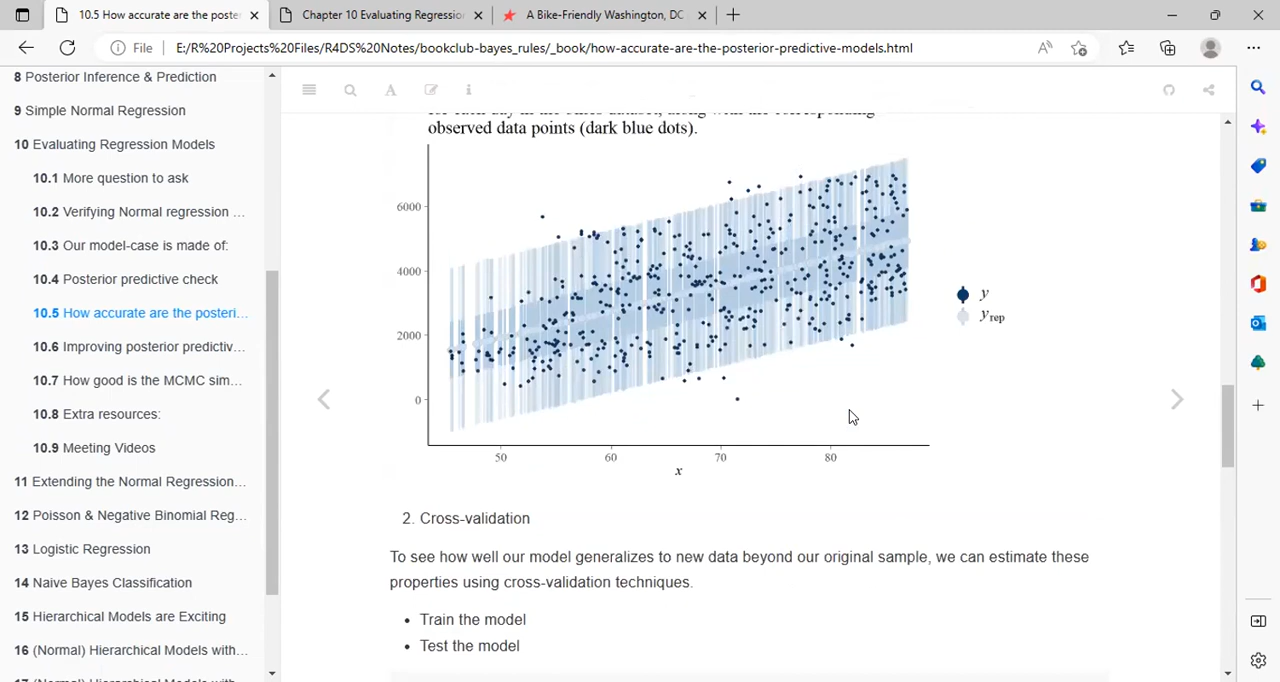 10.5 How accurate are the poste
Chapter 10 Evaluating Regressio
A Bike-Friendly Washington, DC
File
E:/R%20Projects%20Files/R4DS%20Notes/bookclub-bayes_rules/_book/how-accurate-are-the-posterior-predictive-models.html
8 Posterior Inference & Prediction
9 Simple Normal Regression
10 Evaluating Regression Models
10.1 More question to ask
10.2 Verifying Normal regression ...
10.3 Our model-case is made of:
10.4 Posterior predictive check
10.5 How accurate are the posteri...
10.6 Improving posterior predictiv...
10.7 How good is the MCMC sim...
10.8 Extra resources:
10.9 Meeting Videos
11 Extending the Normal Regression...
12 Poisson & Negative Binomial Reg...
13 Logistic Regression
14 Naive Bayes Classification
15 Hierarchical Models are Exciting
16 (Normal) Hierarchical Models with...
observed data points (dark blue dots).
6000
4000
2000
0
50 60 70 80
x
y
yrep
2. Cross-validation
To see how well our model generalizes to new data beyond our original sample, we can estimate these
properties using cross-validation techniques.
• Train the model
• Test the model